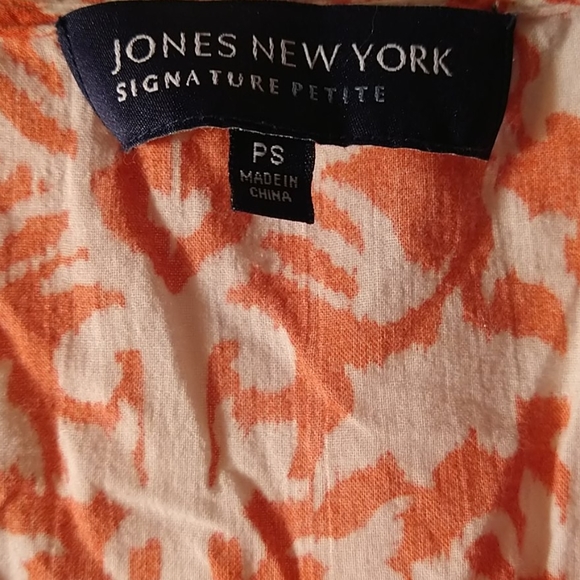 JONES NEW YORK
SIGNATURE PETITE
PS
MADE IN
CHINA